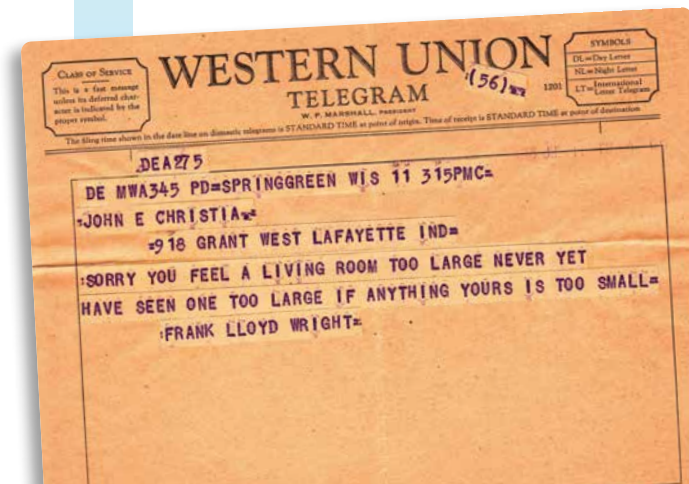 CLASS OF SERVICE
This is a fast message
unless its deferred char-
acter is indicated by the
proper symbol.
WESTERN UNION
TELEGRAM
W. P. MARSHALL, PRESIDENT
(56)
1201
SYMBOLS
DL=Day Letter
NL=Night Letter
LT=International Letter Telegram
The filing time shown in the date line on domestic telegrams is STANDARD TIME at point of origin. Time of receipt is STANDARD TIME at point of destination
DEA275
DE MWA345 PD=SPRINGGREEN WIS 11 315PMC=
=JOHN E CHRISTIA
=918 GRANT WEST LAFAYETTE IND=
:SORRY YOU FEEL A LIVING ROOM TOO LARGE NEVER YET
HAVE SEEN ONE TOO LARGE IF ANYTHING YOURS IS TOO SMALL=
:FRANK LLOYD WRIGHT=